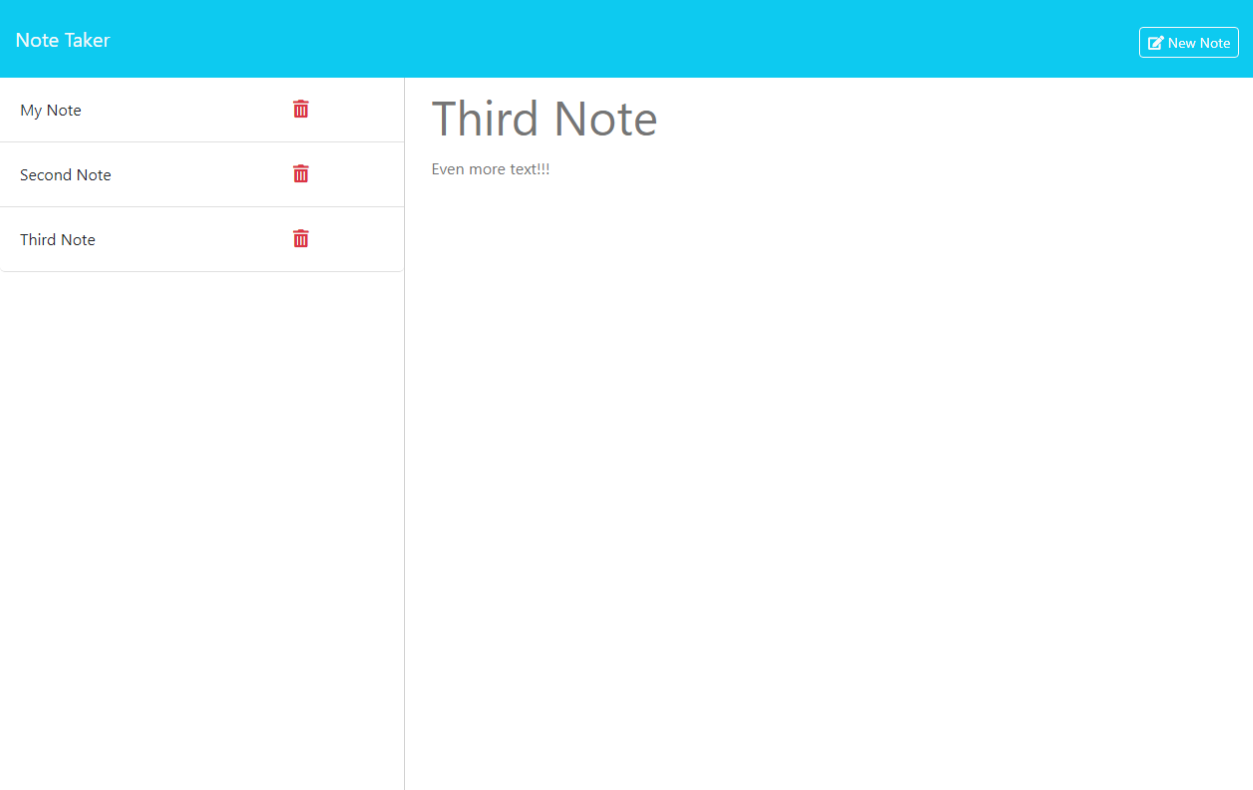 Note Taker
New Note
My Note
Second Note
Third Note
Third Note
Even more text!!!